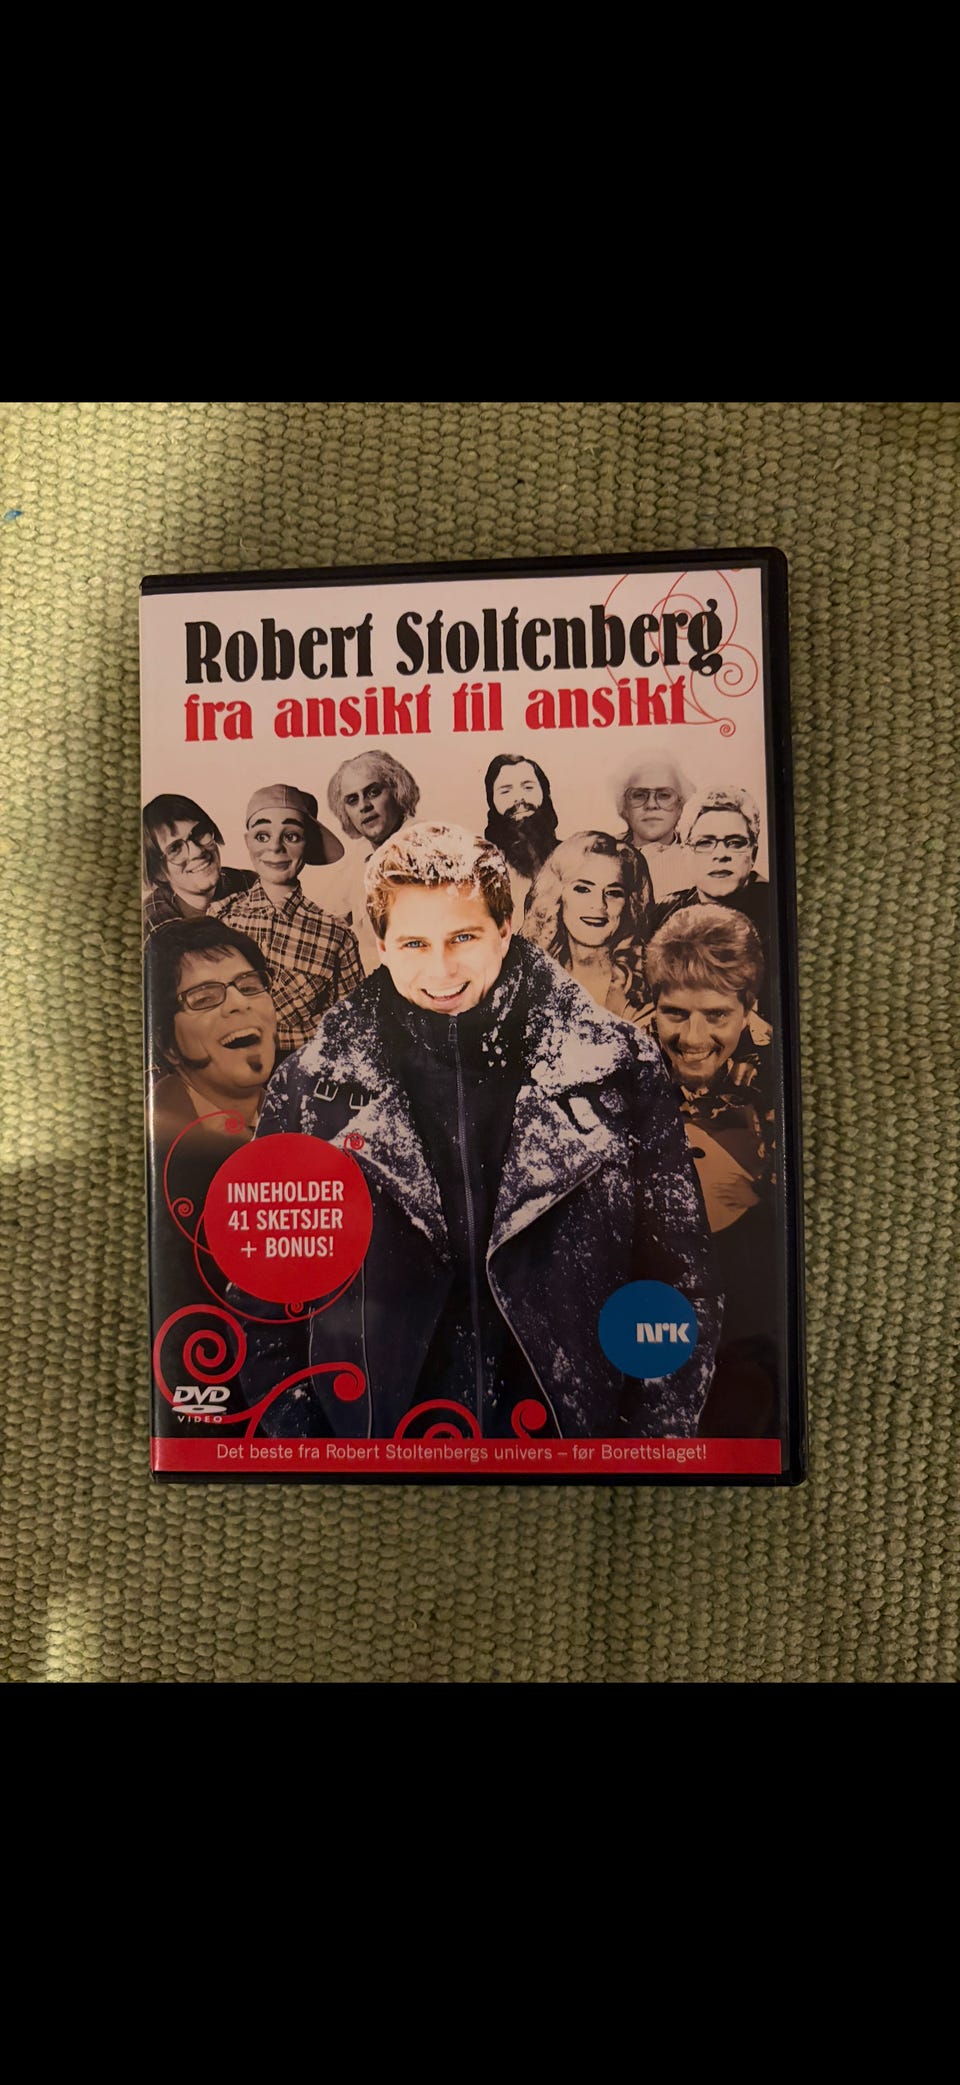 Robert Stoltenberg
fra ansikt til ansikt
INNEHOLDER
41 SKETSJER
+ BONUS!
nrk
DVD
VIDEO
Det beste fra Robert Stoltenbergs univers – før Borettslaget!